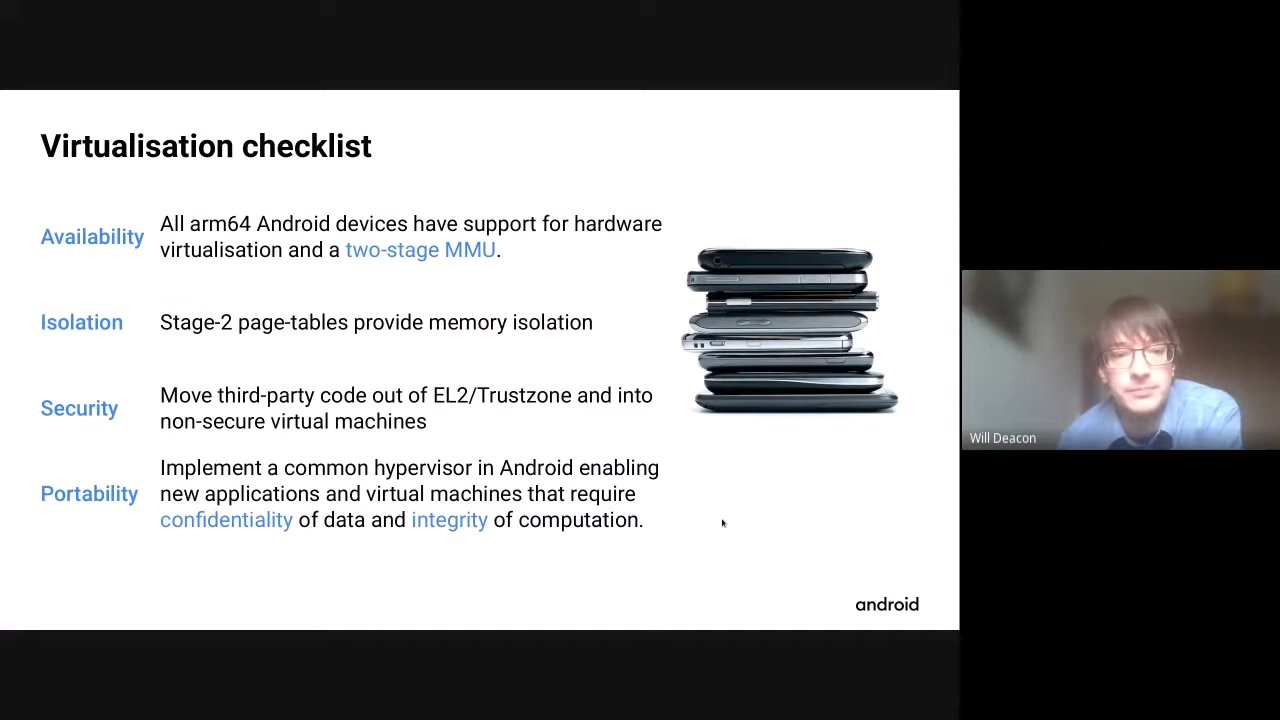 Virtualisation checklist
Availability
All arm64 Android devices have support for hardware
virtualisation and a two-stage MMU.
Isolation
Stage-2 page-tables provide memory isolation
Security
Move third-party code out of EL2/Trustzone and into
non-secure virtual machines
Portability
Implement a common hypervisor in Android enabling
new applications and virtual machines that require
confidentiality of data and integrity of computation.
android
Will Deacon